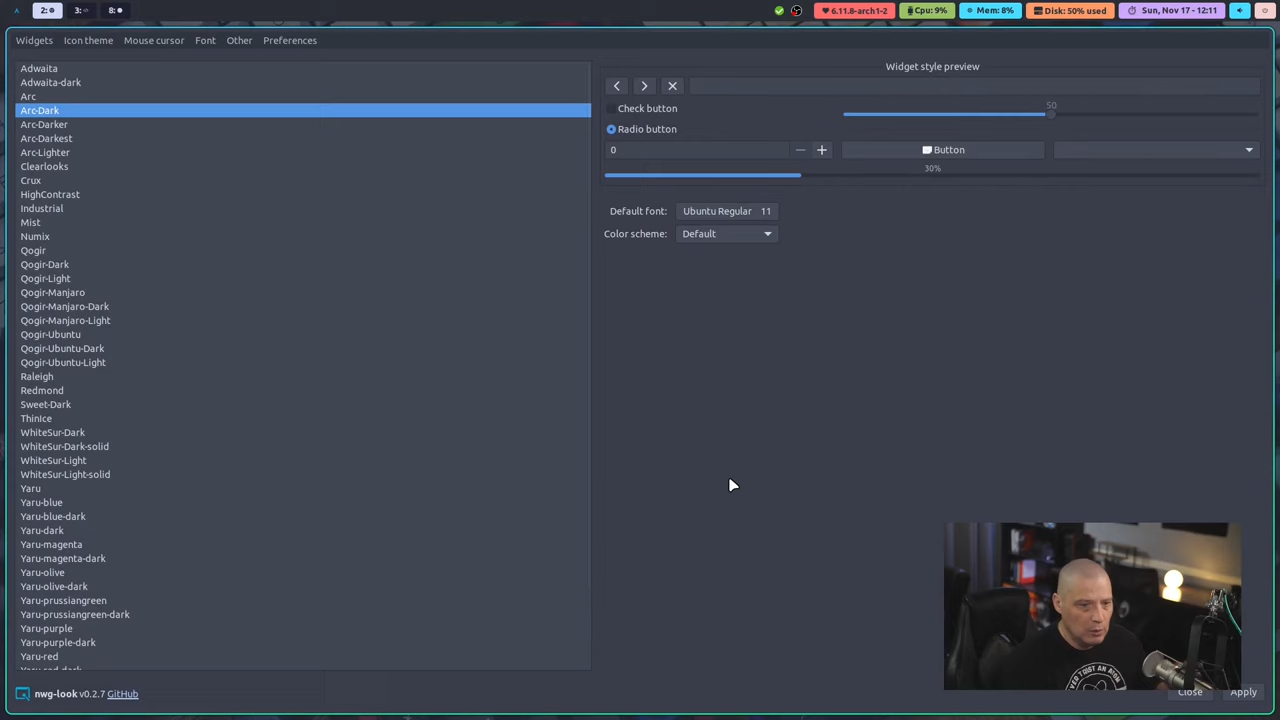 2:
3:
8:
6.11.8-arch1-2
Cpu: 9%
Mem: 8%
Disk: 50% used
Sun, Nov 17 - 12:11
Widgets Icon theme Mouse cursor Font Other Preferences
Adwaita
Adwaita-dark
Arc
Arc-Dark
Arc-Darker
Arc-Darkest
Arc-Lighter
Clearlooks
Crux
HighContrast
Industrial
Mist
Numix
Qogir
Qogir-Dark
Qogir-Light
Qogir-Manjaro
Qogir-Manjaro-Dark
Qogir-Manjaro-Light
Qogir-Ubuntu
Qogir-Ubuntu-Dark
Qogir-Ubuntu-Light
Raleigh
Redmond
Sweet-Dark
ThinIce
WhiteSur-Dark
WhiteSur-Dark-solid
WhiteSur-Light
WhiteSur-Light-solid
Yaru
Yaru-blue
Yaru-blue-dark
Yaru-dark
Yaru-magenta
Yaru-magenta-dark
Yaru-olive
Yaru-olive-dark
Yaru-prussiangreen
Yaru-prussiangreen-dark
Yaru-purple
Yaru-purple-dark
Yaru-red
Yaru-red-dark
Widget style preview
Check button
50
Radio button
0
Button
30%
Default font: Ubuntu Regular 11
Color scheme: Default
nwg-look v0.2.7 GitHub
Close
Apply